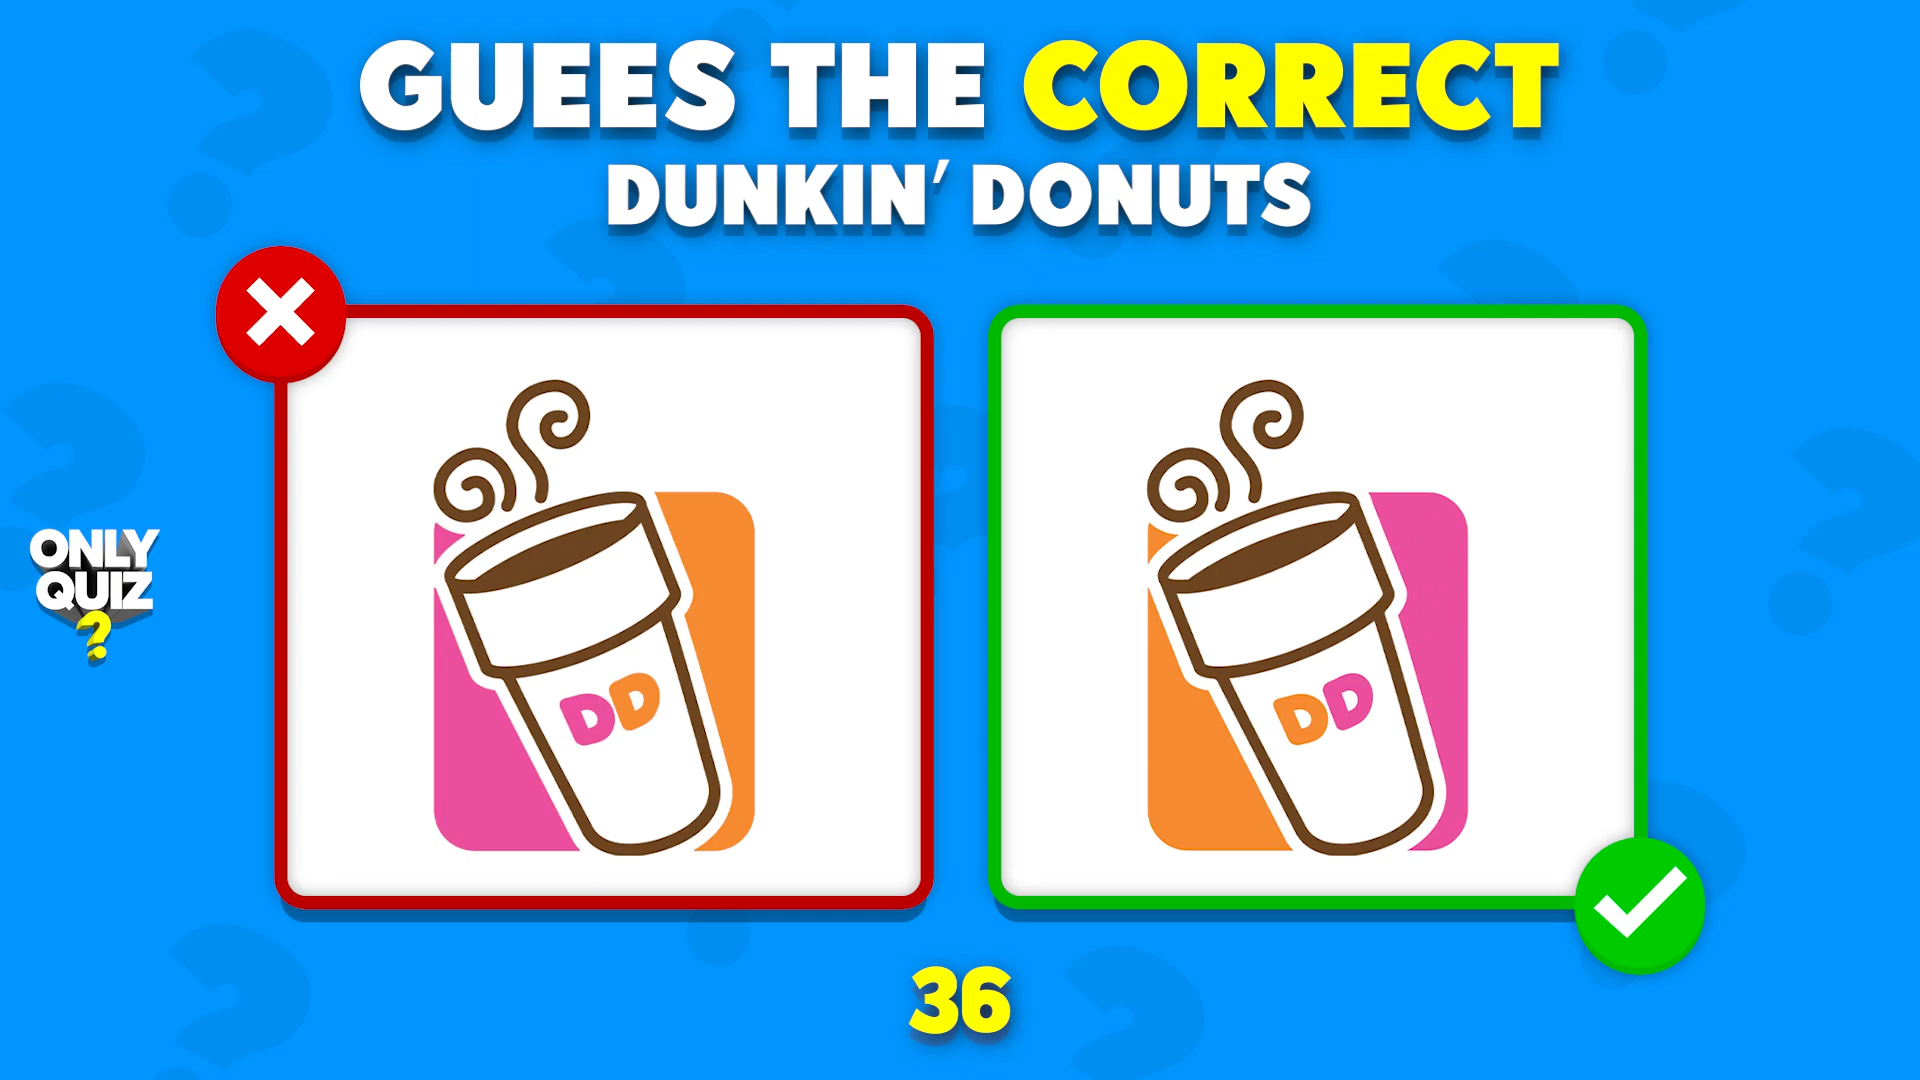 GUEES THE CORRECT
DUNKIN' DONUTS
ONLY
QUIZ
?
DD
DD
36